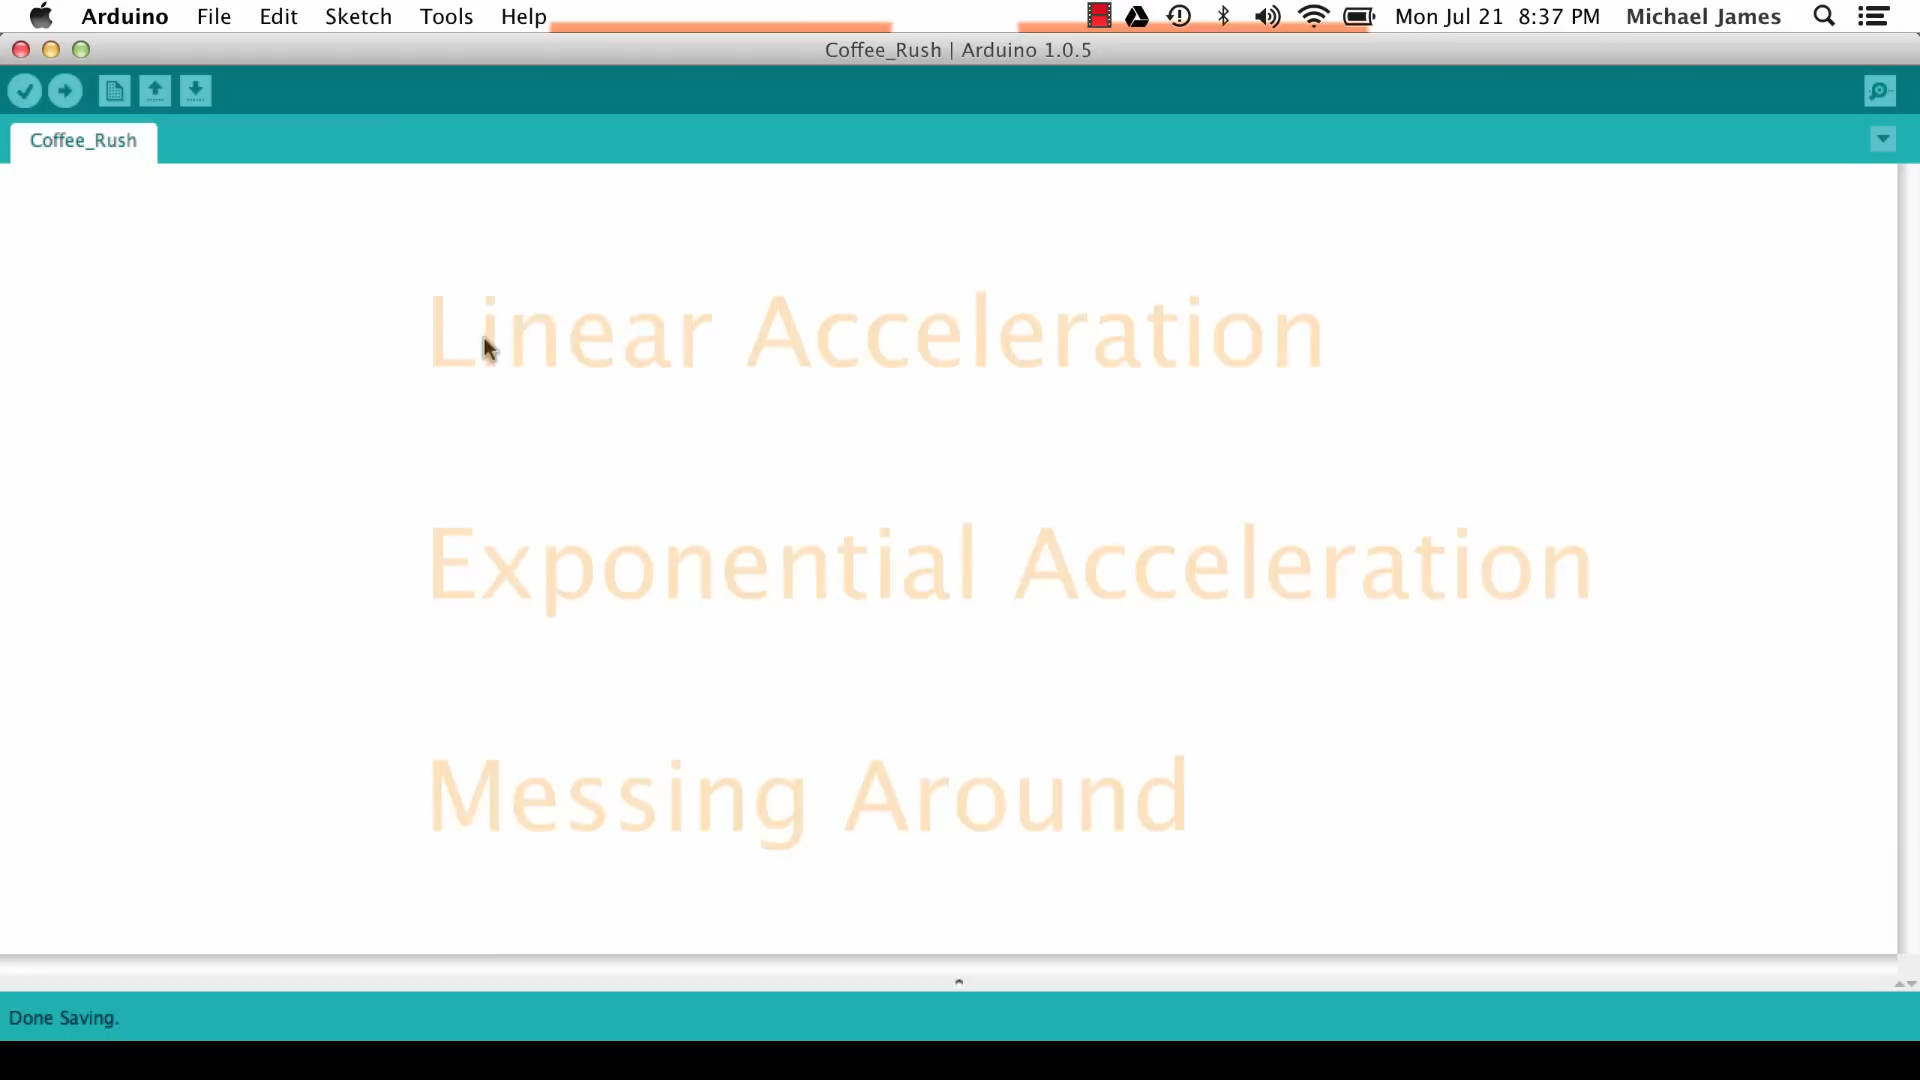 Arduino File Edit Sketch Tools Help Mon Jul 21 8:37 PM Michael James
Coffee_Rush | Arduino 1.0.5
Coffee_Rush
Linear Acceleration
Exponential Acceleration
Messing Around
Done Saving.